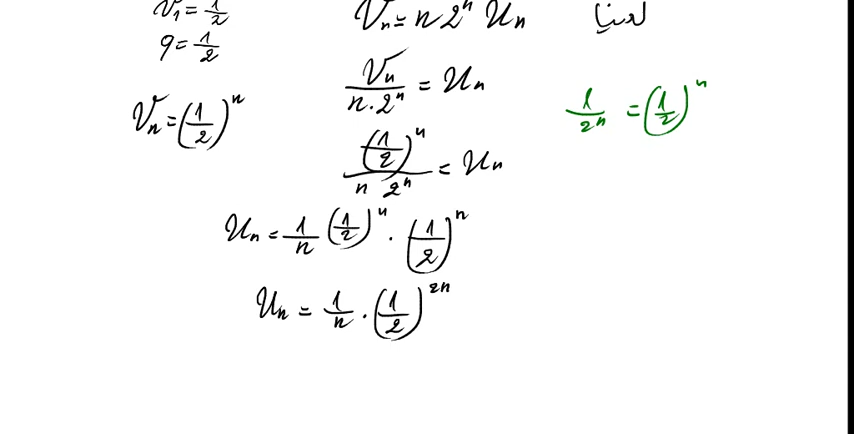 V₁ = 1/2
q = 1/2
Vₙ = (1/2)ⁿ
Vₙ = n 2ⁿ Uₙ لدينا
Vₙ / (n · 2ⁿ) = Uₙ
(1/2)ⁿ / (n 2ⁿ) = Uₙ
1/2ⁿ = (1/2)ⁿ
Uₙ = 1/n (1/2)ⁿ · (1/2)ⁿ
Uₙ = 1/n · (1/2)²ⁿ